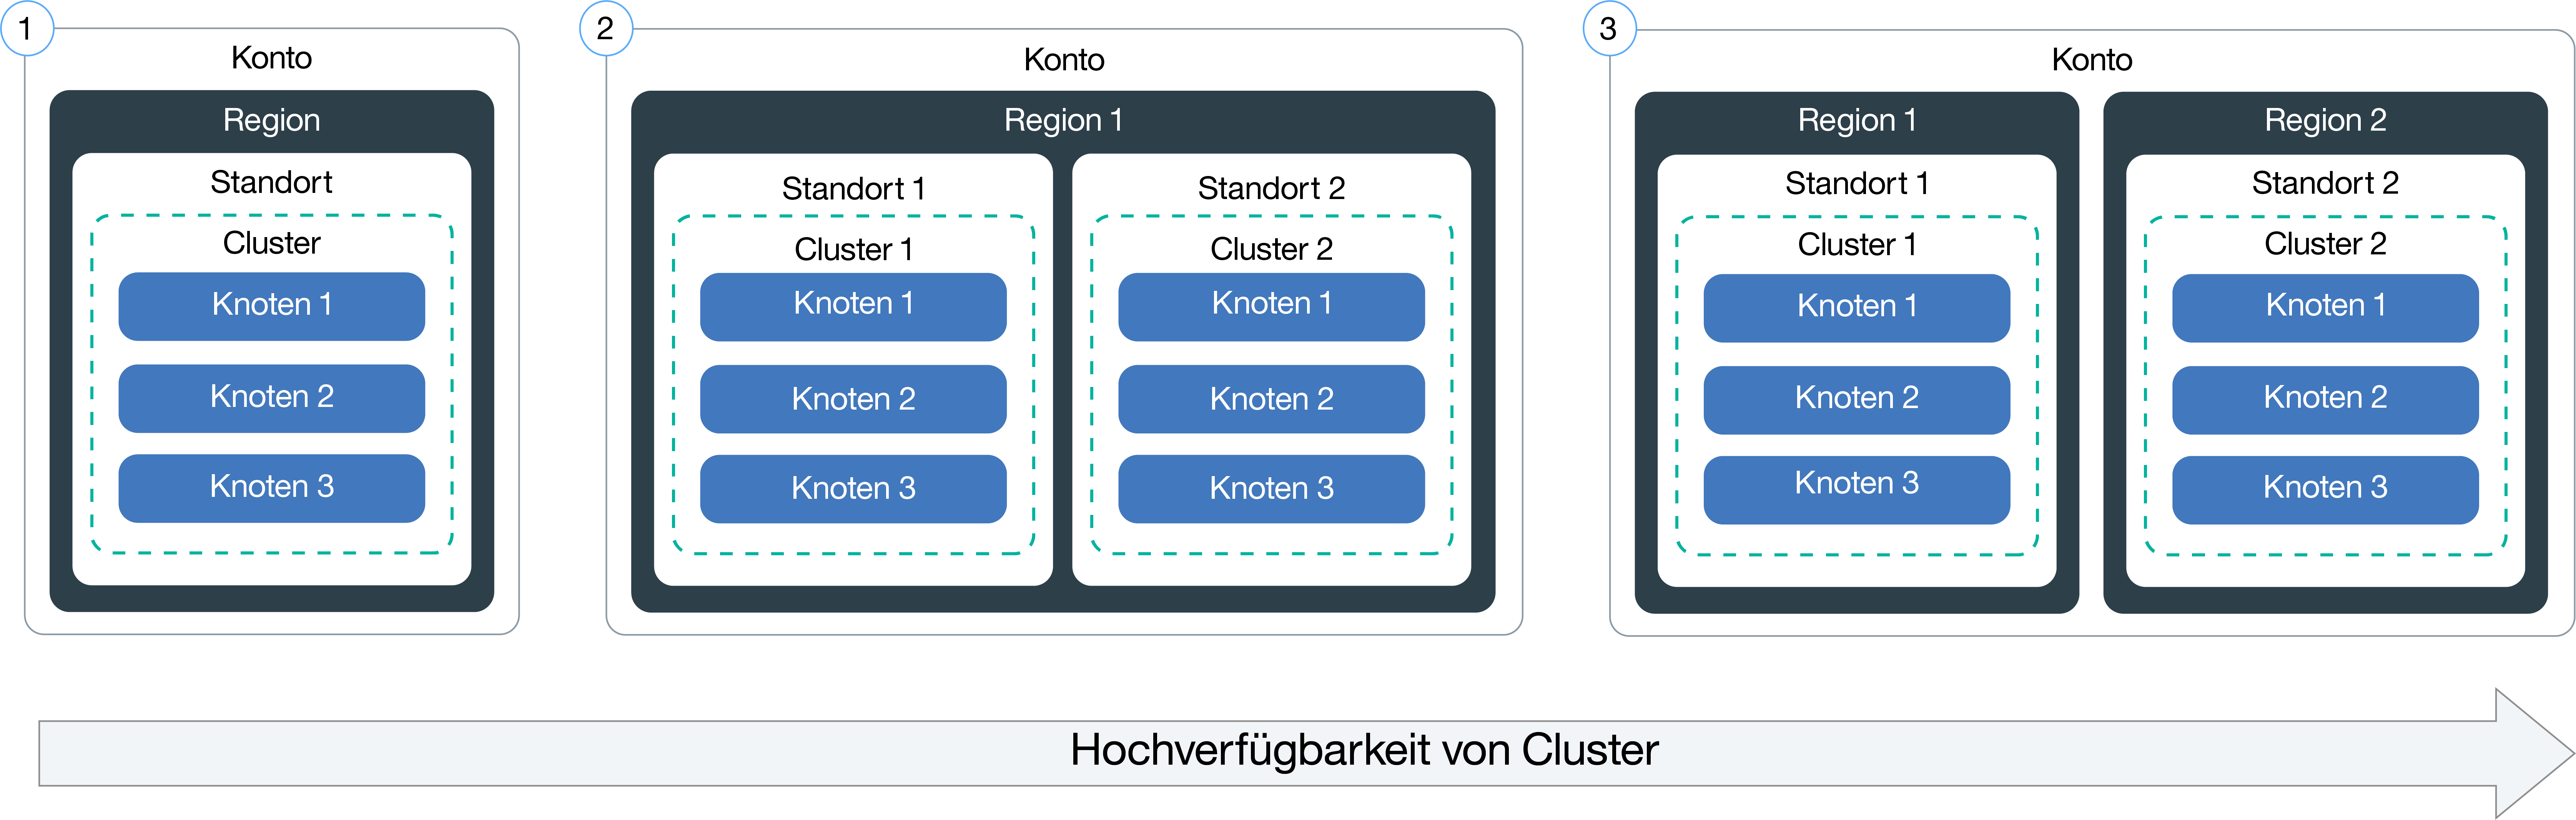 1
Konto
Region
Standort
Cluster
Knoten 1
Knoten 2
Knoten 3
2
Konto
Region 1
Standort 1
Cluster 1
Knoten 1
Knoten 2
Knoten 3
Standort 2
Cluster 2
Knoten 1
Knoten 2
Knoten 3
3
Konto
Region 1
Standort 1
Cluster 1
Knoten 1
Knoten 2
Knoten 3
Region 2
Standort 2
Cluster 2
Knoten 1
Knoten 2
Knoten 3
Hochverfügbarkeit von Cluster